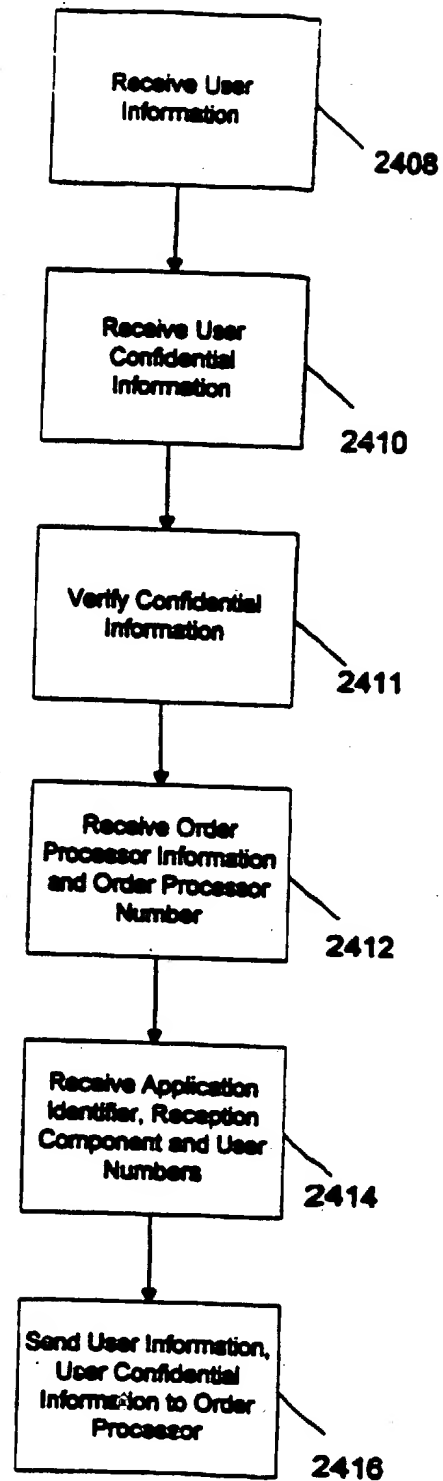 Receive User
Information
2408
Receive User
Confidential
Information
2410
Verify Confidential
Information
2411
Receive Order
Processor Information
and Order Processor
Number
2412
Receive Application
Identifier, Reception
Component and User
Numbers
2414
Send User Information,
User Confidential
Information to Order
Processor
2416